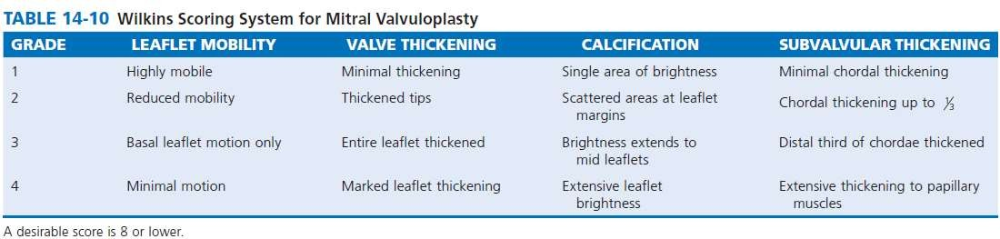 TABLE 14-10 Wilkins Scoring System for Mitral Valvuloplasty
GRADE LEAFLET MOBILITY VALVE THICKENING CALCIFICATION SUBVALVULAR THICKENING
1 Highly mobile Minimal thickening Single area of brightness Minimal chordal thickening
2 Reduced mobility Thickened tips Scattered areas at leaflet margins Chordal thickening up to ⅓
3 Basal leaflet motion only Entire leaflet thickened Brightness extends to mid leaflets Distal third of chordae thickened
4 Minimal motion Marked leaflet thickening Extensive leaflet brightness Extensive thickening to papillary muscles
A desirable score is 8 or lower.